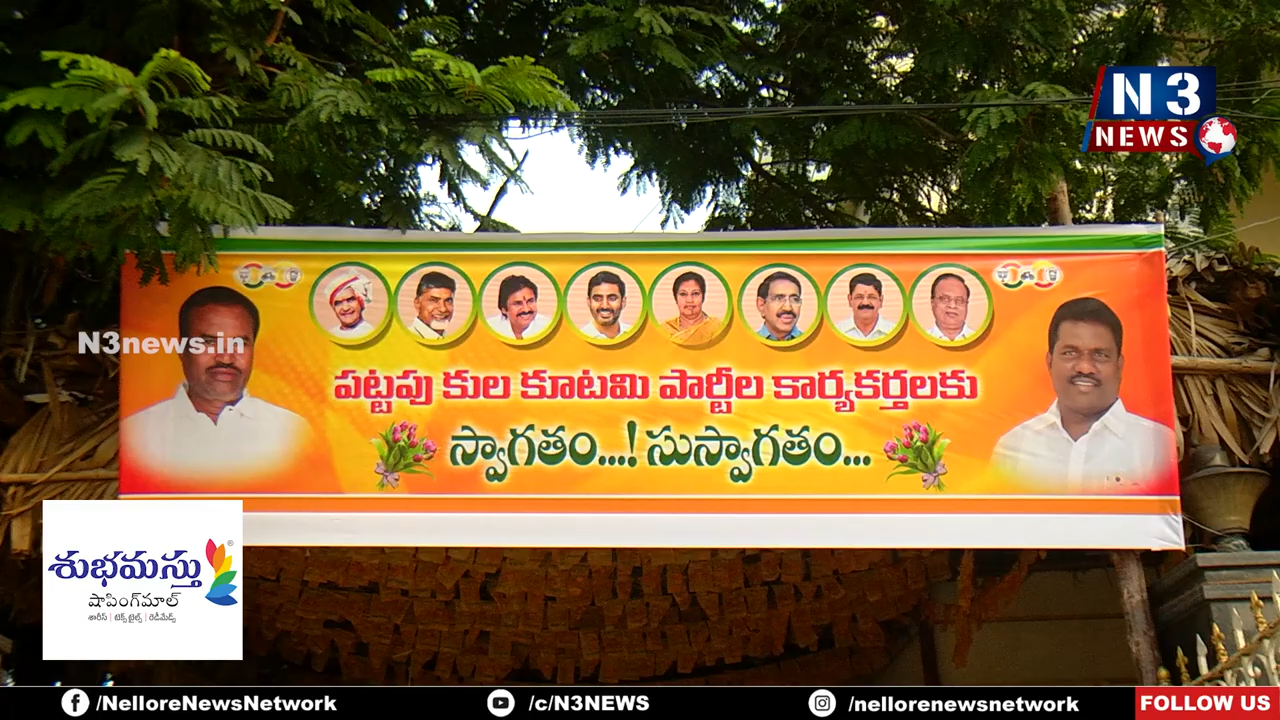 N3
NEWS
N3news.in
పట్టపు కుల కూటమి పార్టీల కార్యకర్తలకు
స్వాగతం...! సుస్వాగతం...
శుభమస్తు ®
షాపింగ్‌మాల్
శారీస్ | టెక్స్‌టైల్స్ | రెడీమేడ్స్
/NelloreNewsNetwork
/c/N3NEWS
/nellorenewsnetwork
FOLLOW US